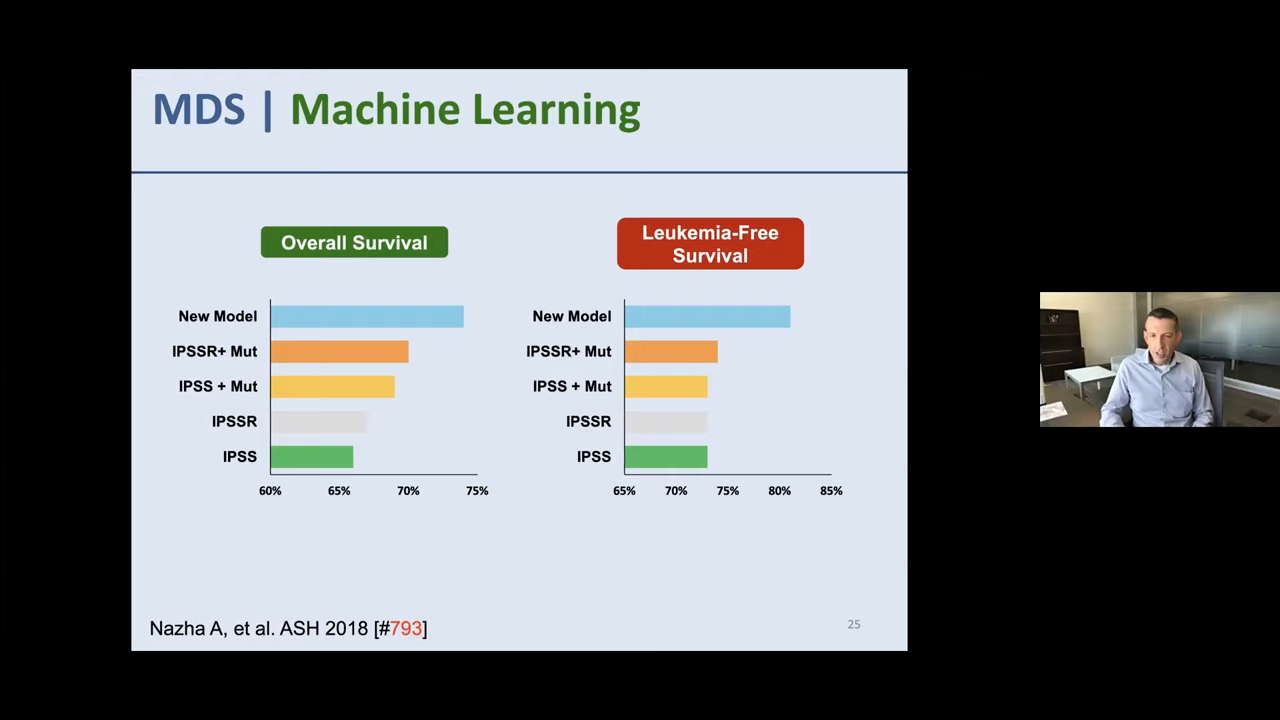 MDS | Machine Learning
Overall Survival
New Model
IPSSR+ Mut
IPSS + Mut
IPSSR
IPSS
60% 65% 70% 75%
Leukemia-Free
Survival
New Model
IPSSR+ Mut
IPSS + Mut
IPSSR
IPSS
65% 70% 75% 80% 85%
Nazha A, et al. ASH 2018 [#793]
25